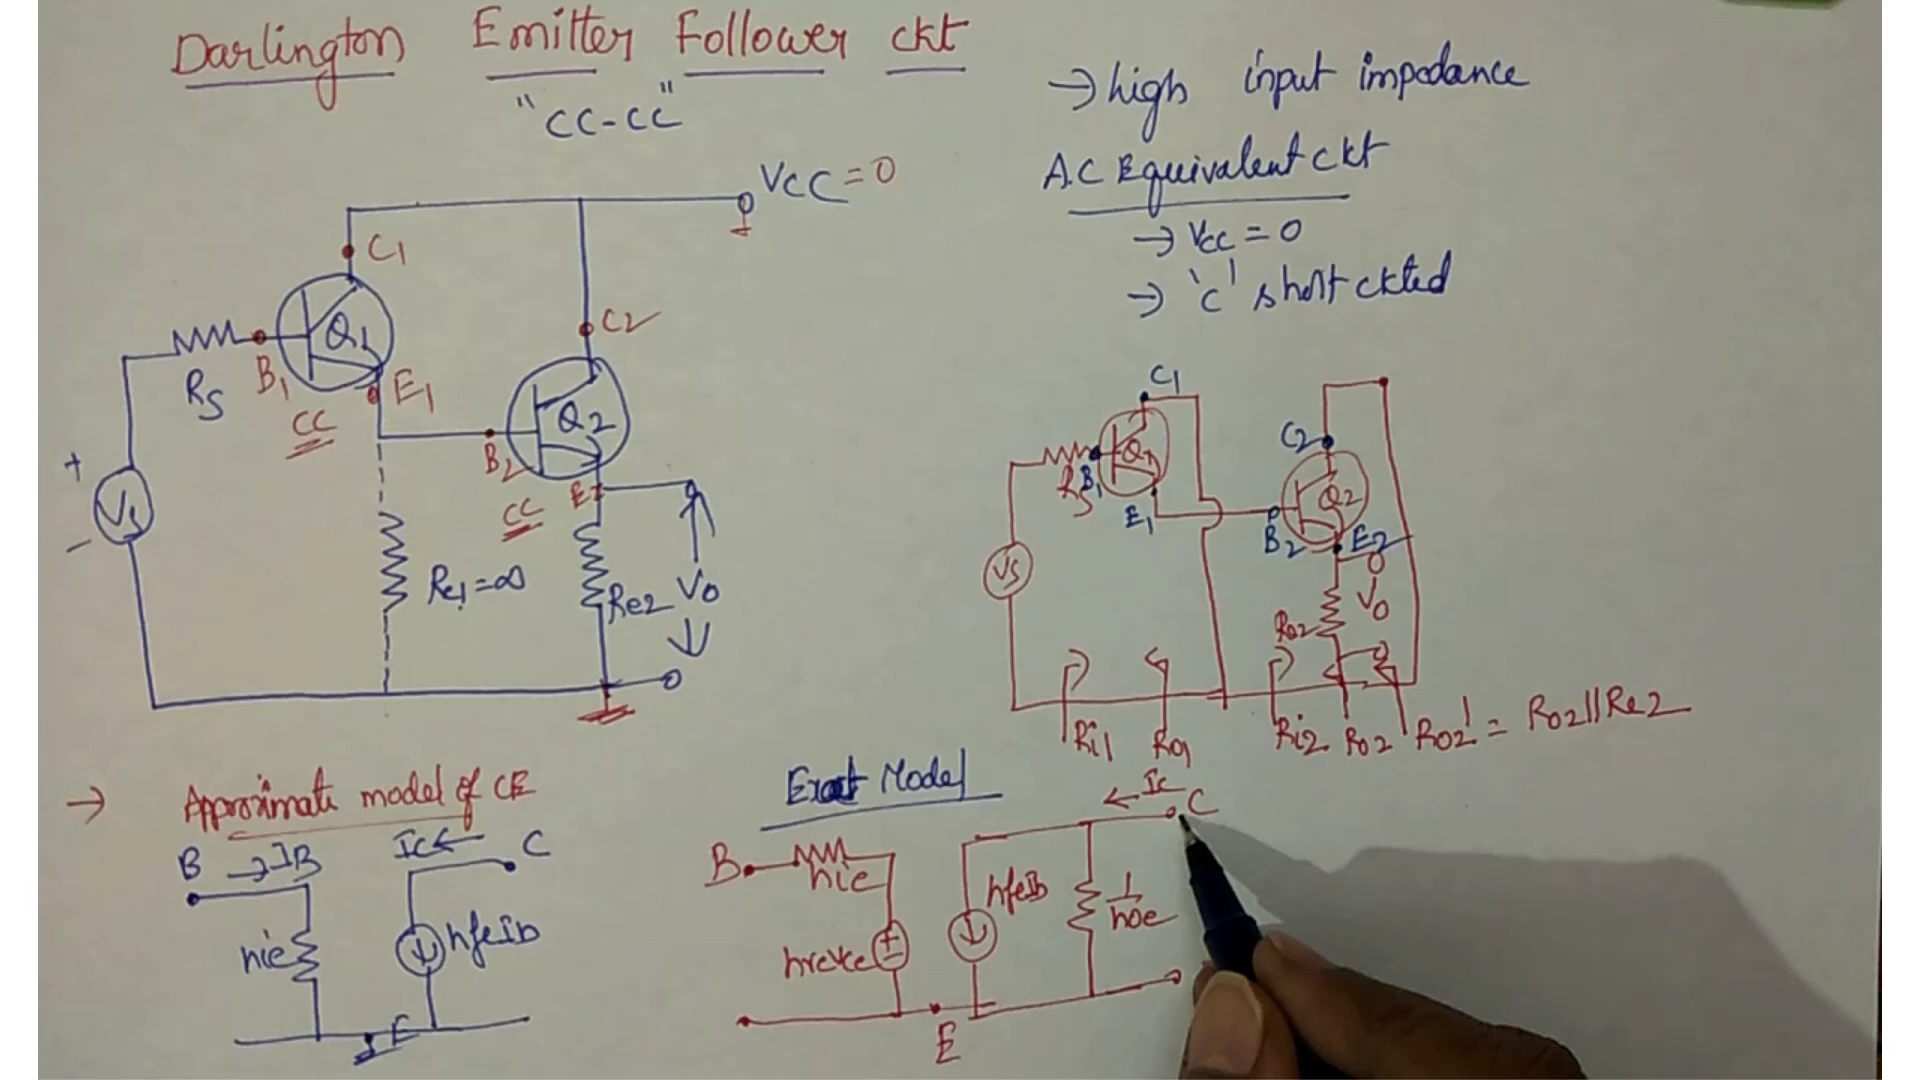 Darlington Emitter Follower ckt
"CC-CC"
→ high input impedance
A.C Equivalent ckt
→ Vcc = 0
→ 'C' short ckted
VCC = 0
C1
Q1
RS
B1
E1
CC
C2
Q2
B2
CC
E2
+
Vs
-
Re1 = ∞
Re2
Vo
C1
Q1
RS
B1
E1
C2
Q2
B2
E2
Vs
Vo
Ri1
Ro1
Ri2
Ro2
Ro2' = Ro2||Re2
→ Approximate model of CE
B → IB
Ic ←
C
hie
hfeIb
E
Exact Model
← Ic
C
B
hie
hreVce
+
-
hfeIb
1/hoe
E